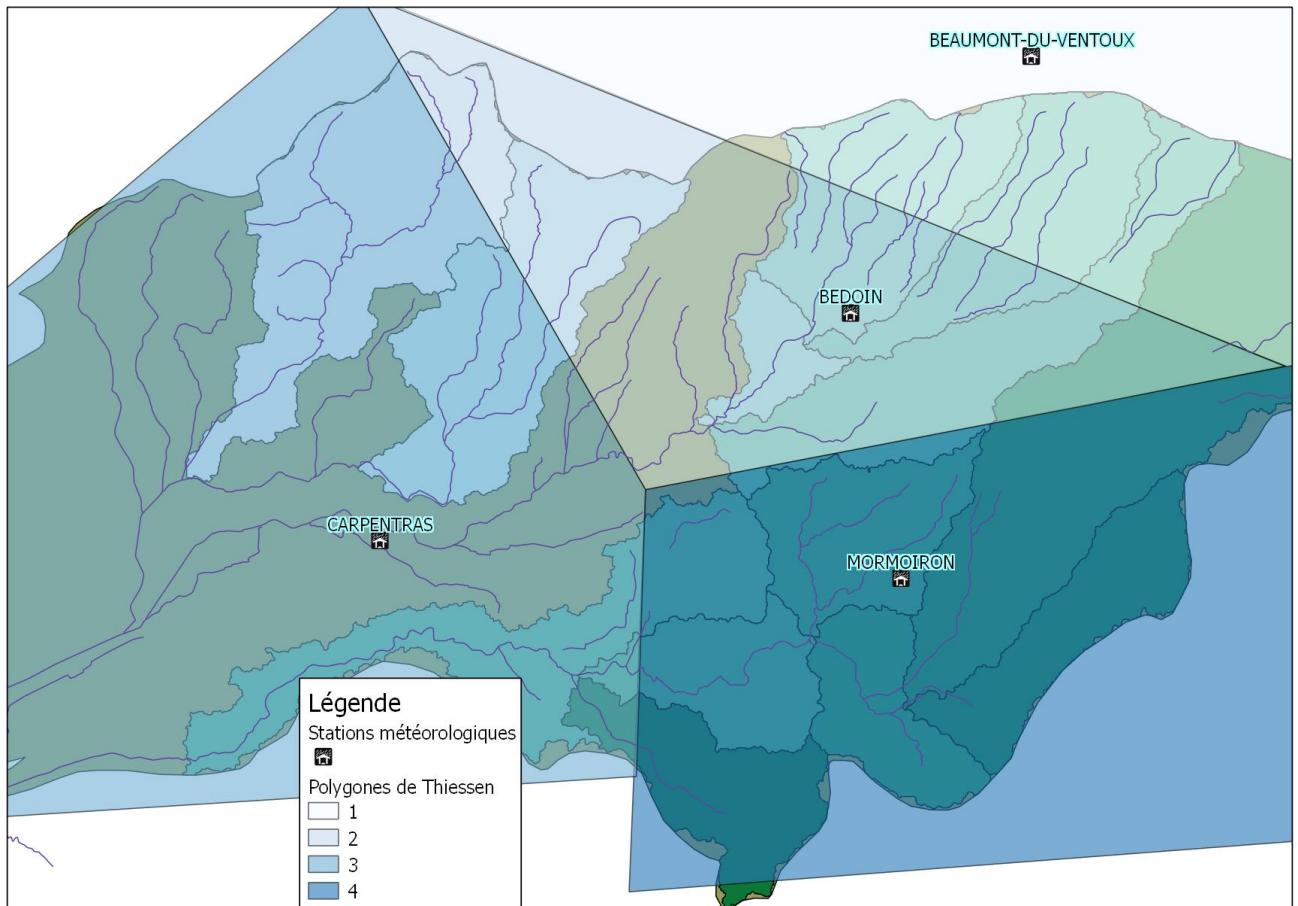 BEAUMONT-DU-VENTOUX
BEDOIN
CARPENTRAS
MORMOIRON
Légende
Stations météorologiques
Polygones de Thiessen
1
2
3
4